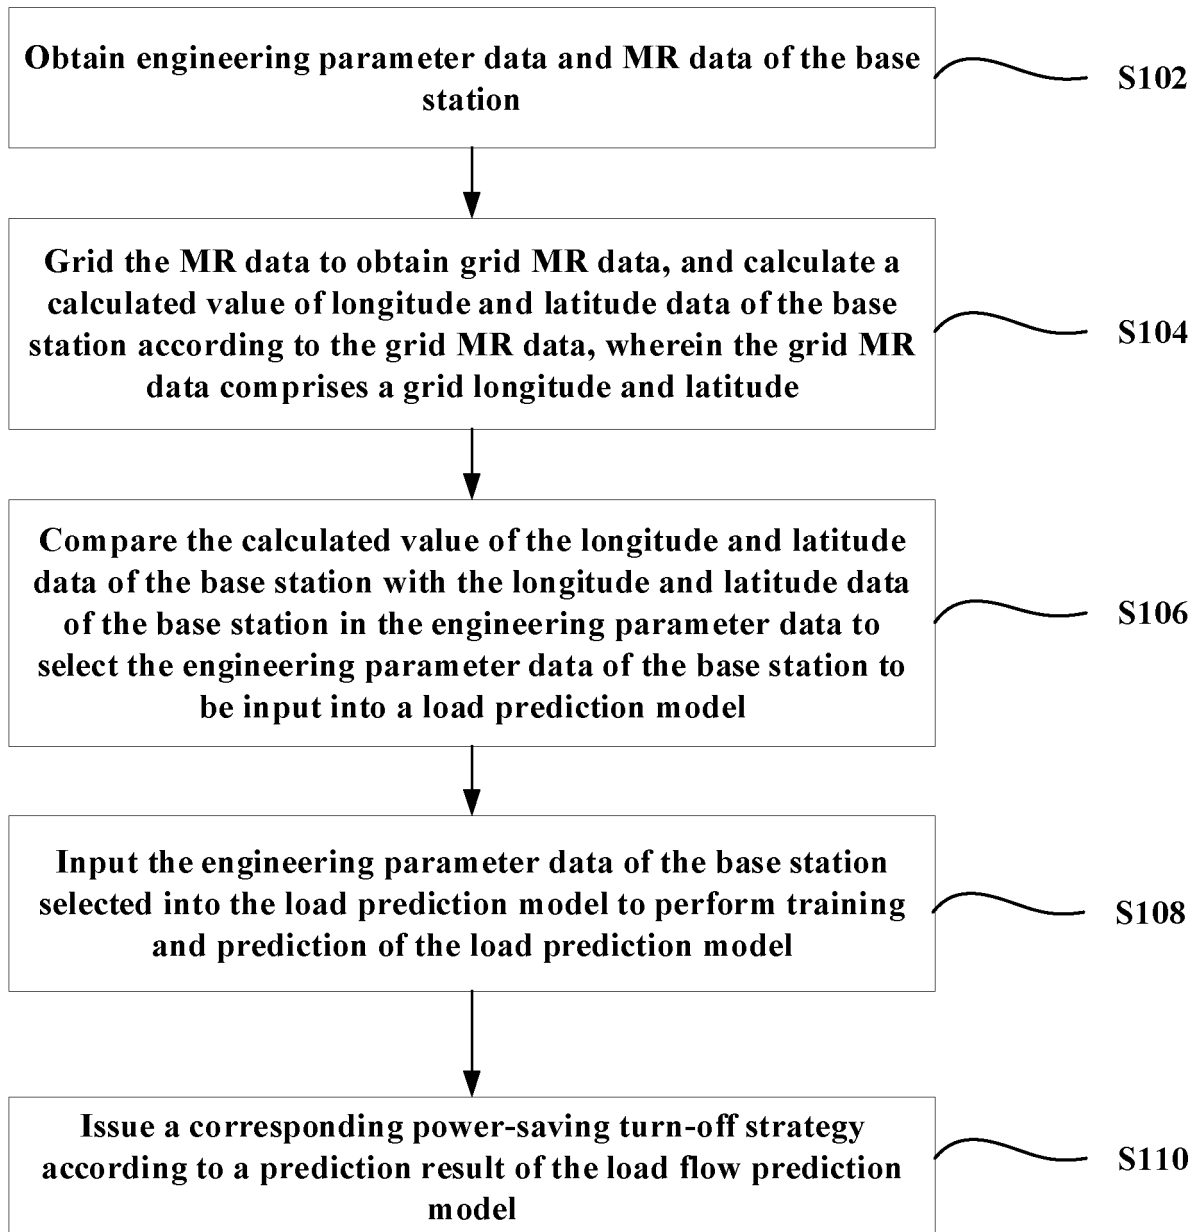 Obtain engineering parameter data and MR data of the base
station
S102
Grid the MR data to obtain grid MR data, and calculate a
calculated value of longitude and latitude data of the base
station according to the grid MR data, wherein the grid MR
data comprises a grid longitude and latitude
S104
Compare the calculated value of the longitude and latitude
data of the base station with the longitude and latitude data
of the base station in the engineering parameter data to
select the engineering parameter data of the base station to
be input into a load prediction model
S106
Input the engineering parameter data of the base station
selected into the load prediction model to perform training
and prediction of the load prediction model
S108
Issue a corresponding power-saving turn-off strategy
according to a prediction result of the load flow prediction
model
S110